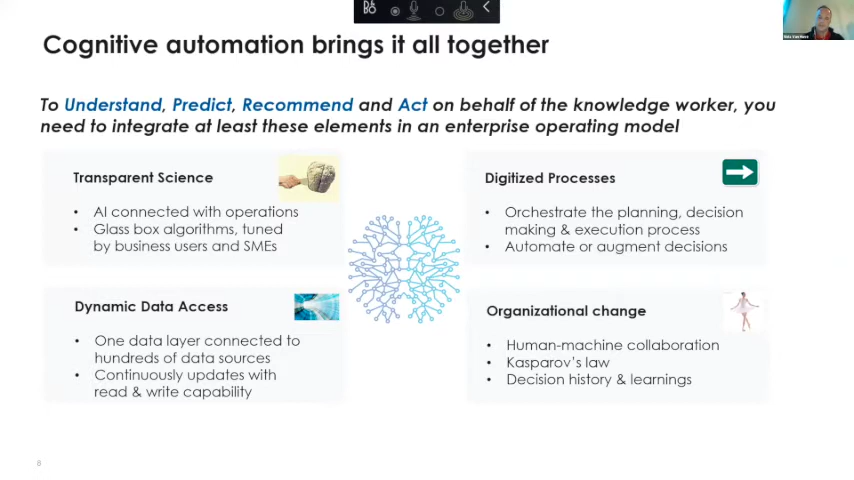 Cognitive automation brings it all together
To Understand, Predict, Recommend and Act on behalf of the knowledge worker, you
need to integrate at least these elements in an enterprise operating model
Transparent Science
• AI connected with operations
• Glass box algorithms, tuned
by business users and SMEs
Digitized Processes
• Orchestrate the planning, decision
making & execution process
• Automate or augment decisions
Dynamic Data Access
• One data layer connected to
hundreds of data sources
• Continuously updates with
read & write capability
Organizational change
• Human-machine collaboration
• Kasparov's law
• Decision history & learnings
8